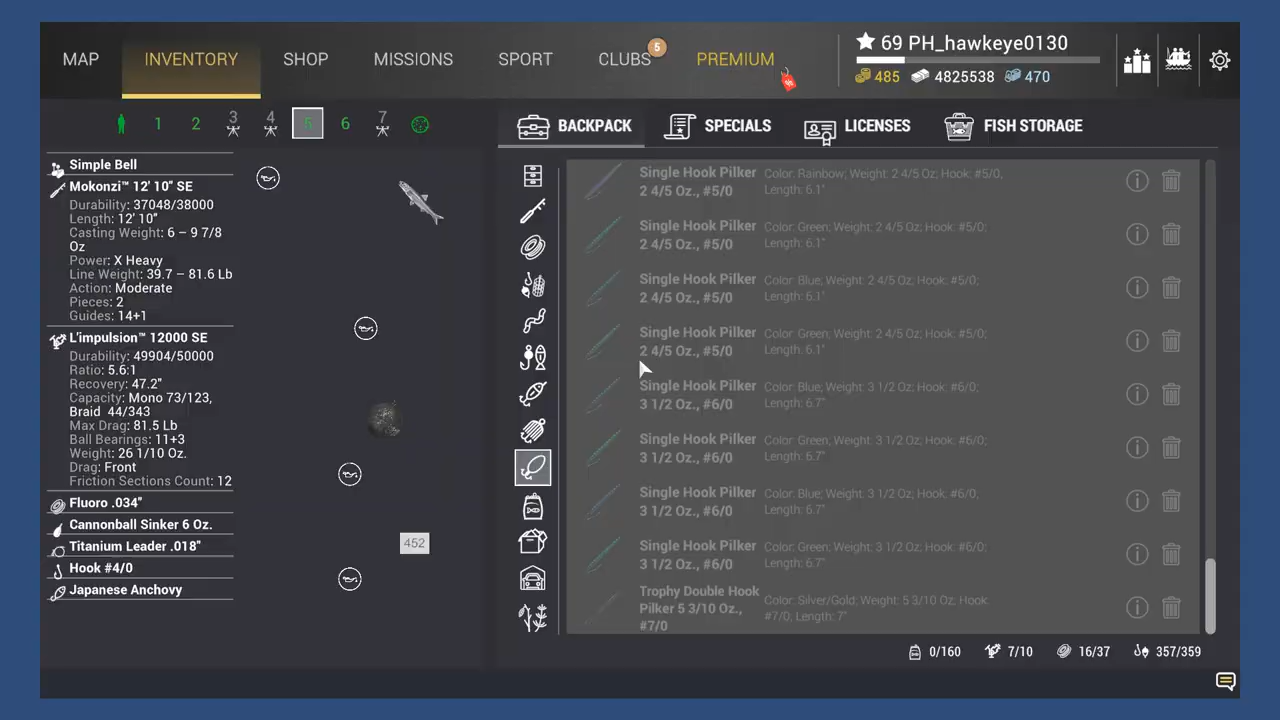 MAP INVENTORY SHOP MISSIONS SPORT CLUBS 5 PREMIUM
69 PH_hawkeye0130
485 4825538 470
1 2 3 4 5 6 7
BACKPACK SPECIALS LICENSES FISH STORAGE
Simple Bell
Mokonzi™ 12' 10" SE
Durability: 37048/38000
Length: 12' 10"
Casting Weight: 6 – 9 7/8
Oz
Power: X Heavy
Line Weight: 39.7 – 81.6 Lb
Action: Moderate
Pieces: 2
Guides: 14+1
L'impulsion™ 12000 SE
Durability: 49904/50000
Ratio: 5.6:1
Recovery: 47.2"
Capacity: Mono 73/123,
Braid 44/343
Max Drag: 81.5 Lb
Ball Bearings: 11+3
Weight: 26 1/10 Oz.
Drag: Front
Friction Sections Count: 12
Fluoro .034"
Cannonball Sinker 6 Oz.
Titanium Leader .018"
Hook #4/0
Japanese Anchovy
452
Single Hook Pilker
2 4/5 Oz., #5/0
Color: Rainbow; Weight: 2 4/5 Oz; Hook: #5/0;
Length: 6.1"
Single Hook Pilker
2 4/5 Oz., #5/0
Color: Green; Weight: 2 4/5 Oz; Hook: #5/0;
Length: 6.1"
Single Hook Pilker
2 4/5 Oz., #5/0
Color: Blue; Weight: 2 4/5 Oz; Hook: #5/0;
Length: 6.1"
Single Hook Pilker
2 4/5 Oz., #5/0
Color: Green; Weight: 2 4/5 Oz; Hook: #5/0;
Length: 6.1"
Single Hook Pilker
3 1/2 Oz., #6/0
Color: Blue; Weight: 3 1/2 Oz; Hook: #6/0;
Length: 6.7"
Single Hook Pilker
3 1/2 Oz., #6/0
Color: Green; Weight: 3 1/2 Oz; Hook: #6/0;
Length: 6.7"
Single Hook Pilker
3 1/2 Oz., #6/0
Color: Blue; Weight: 3 1/2 Oz; Hook: #6/0;
Length: 6.7"
Single Hook Pilker
3 1/2 Oz., #6/0
Color: Green; Weight: 3 1/2 Oz; Hook: #6/0;
Length: 6.7"
Trophy Double Hook
Pilker 5 3/10 Oz.,
#7/0
Color: Silver/Gold; Weight: 5 3/10 Oz; Hook:
#7/0; Length: 7"
0/160 7/10 16/37 357/359